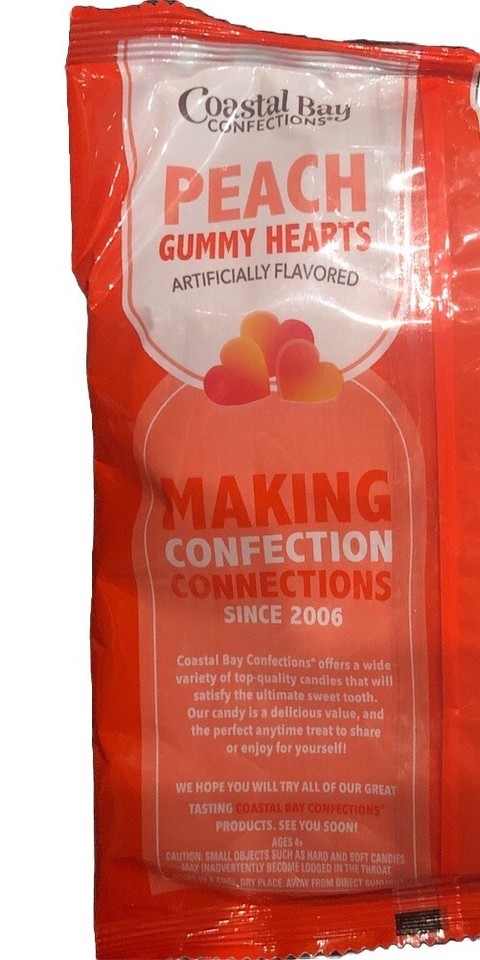 Coastal Bay
CONFECTIONS®
PEACH
GUMMY HEARTS
ARTIFICIALLY FLAVORED
MAKING
CONFECTION
CONNECTIONS
SINCE 2006
Coastal Bay Confections® offers a wide
variety of top-quality candies that will
satisfy the ultimate sweet tooth.
Our candy is a delicious value, and
the perfect anytime treat to share
or enjoy for yourself!
WE HOPE YOU WILL TRY ALL OF OUR GREAT
TASTING COASTAL BAY CONFECTIONS®
PRODUCTS. SEE YOU SOON!
AGES 4+
CAUTION: SMALL OBJECTS SUCH AS HARD AND SOFT CANDIES
MAY INADVERTENTLY BECOME LODGED IN THE THROAT.
IN A COOL, DRY PLACE, AWAY FROM DIRECT